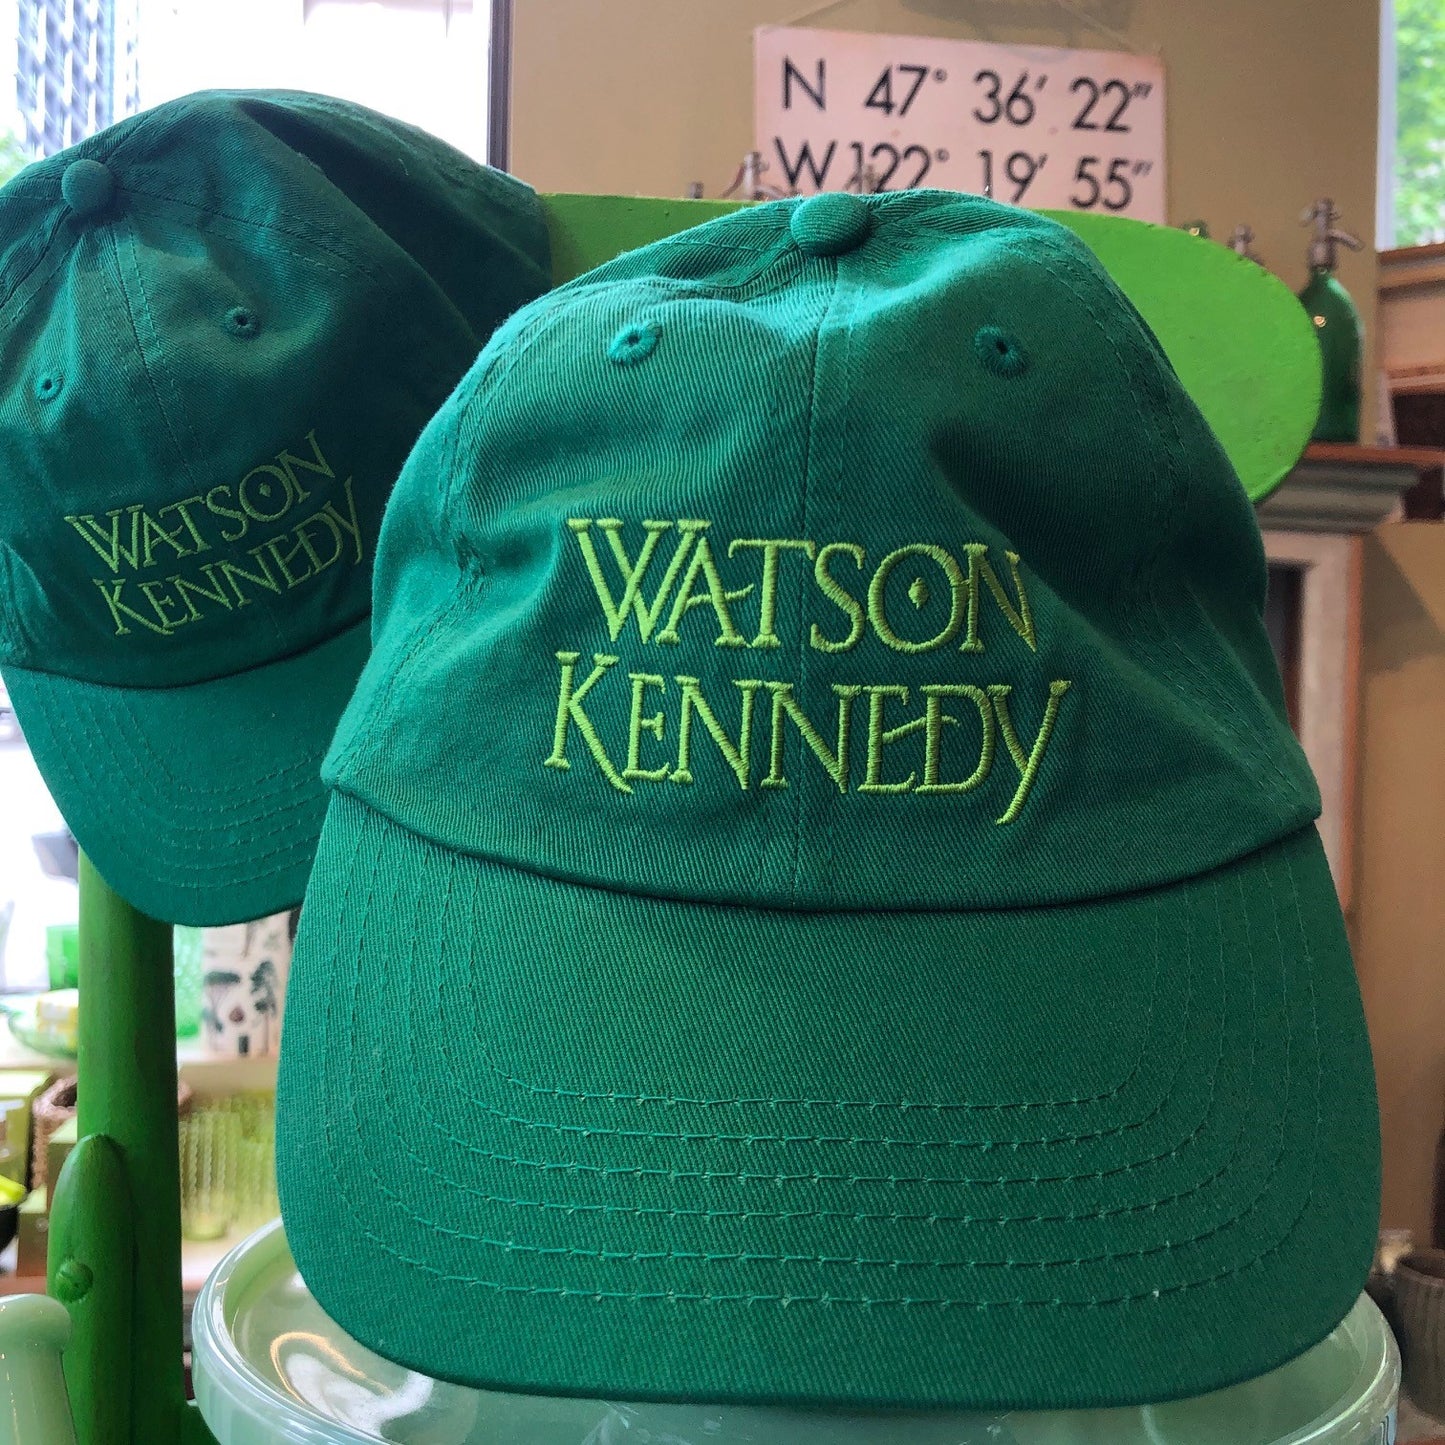 N 47° 36′ 22″
W 122° 19′ 55″
WATSON
KENNEDY
WATSON
KENNEDY